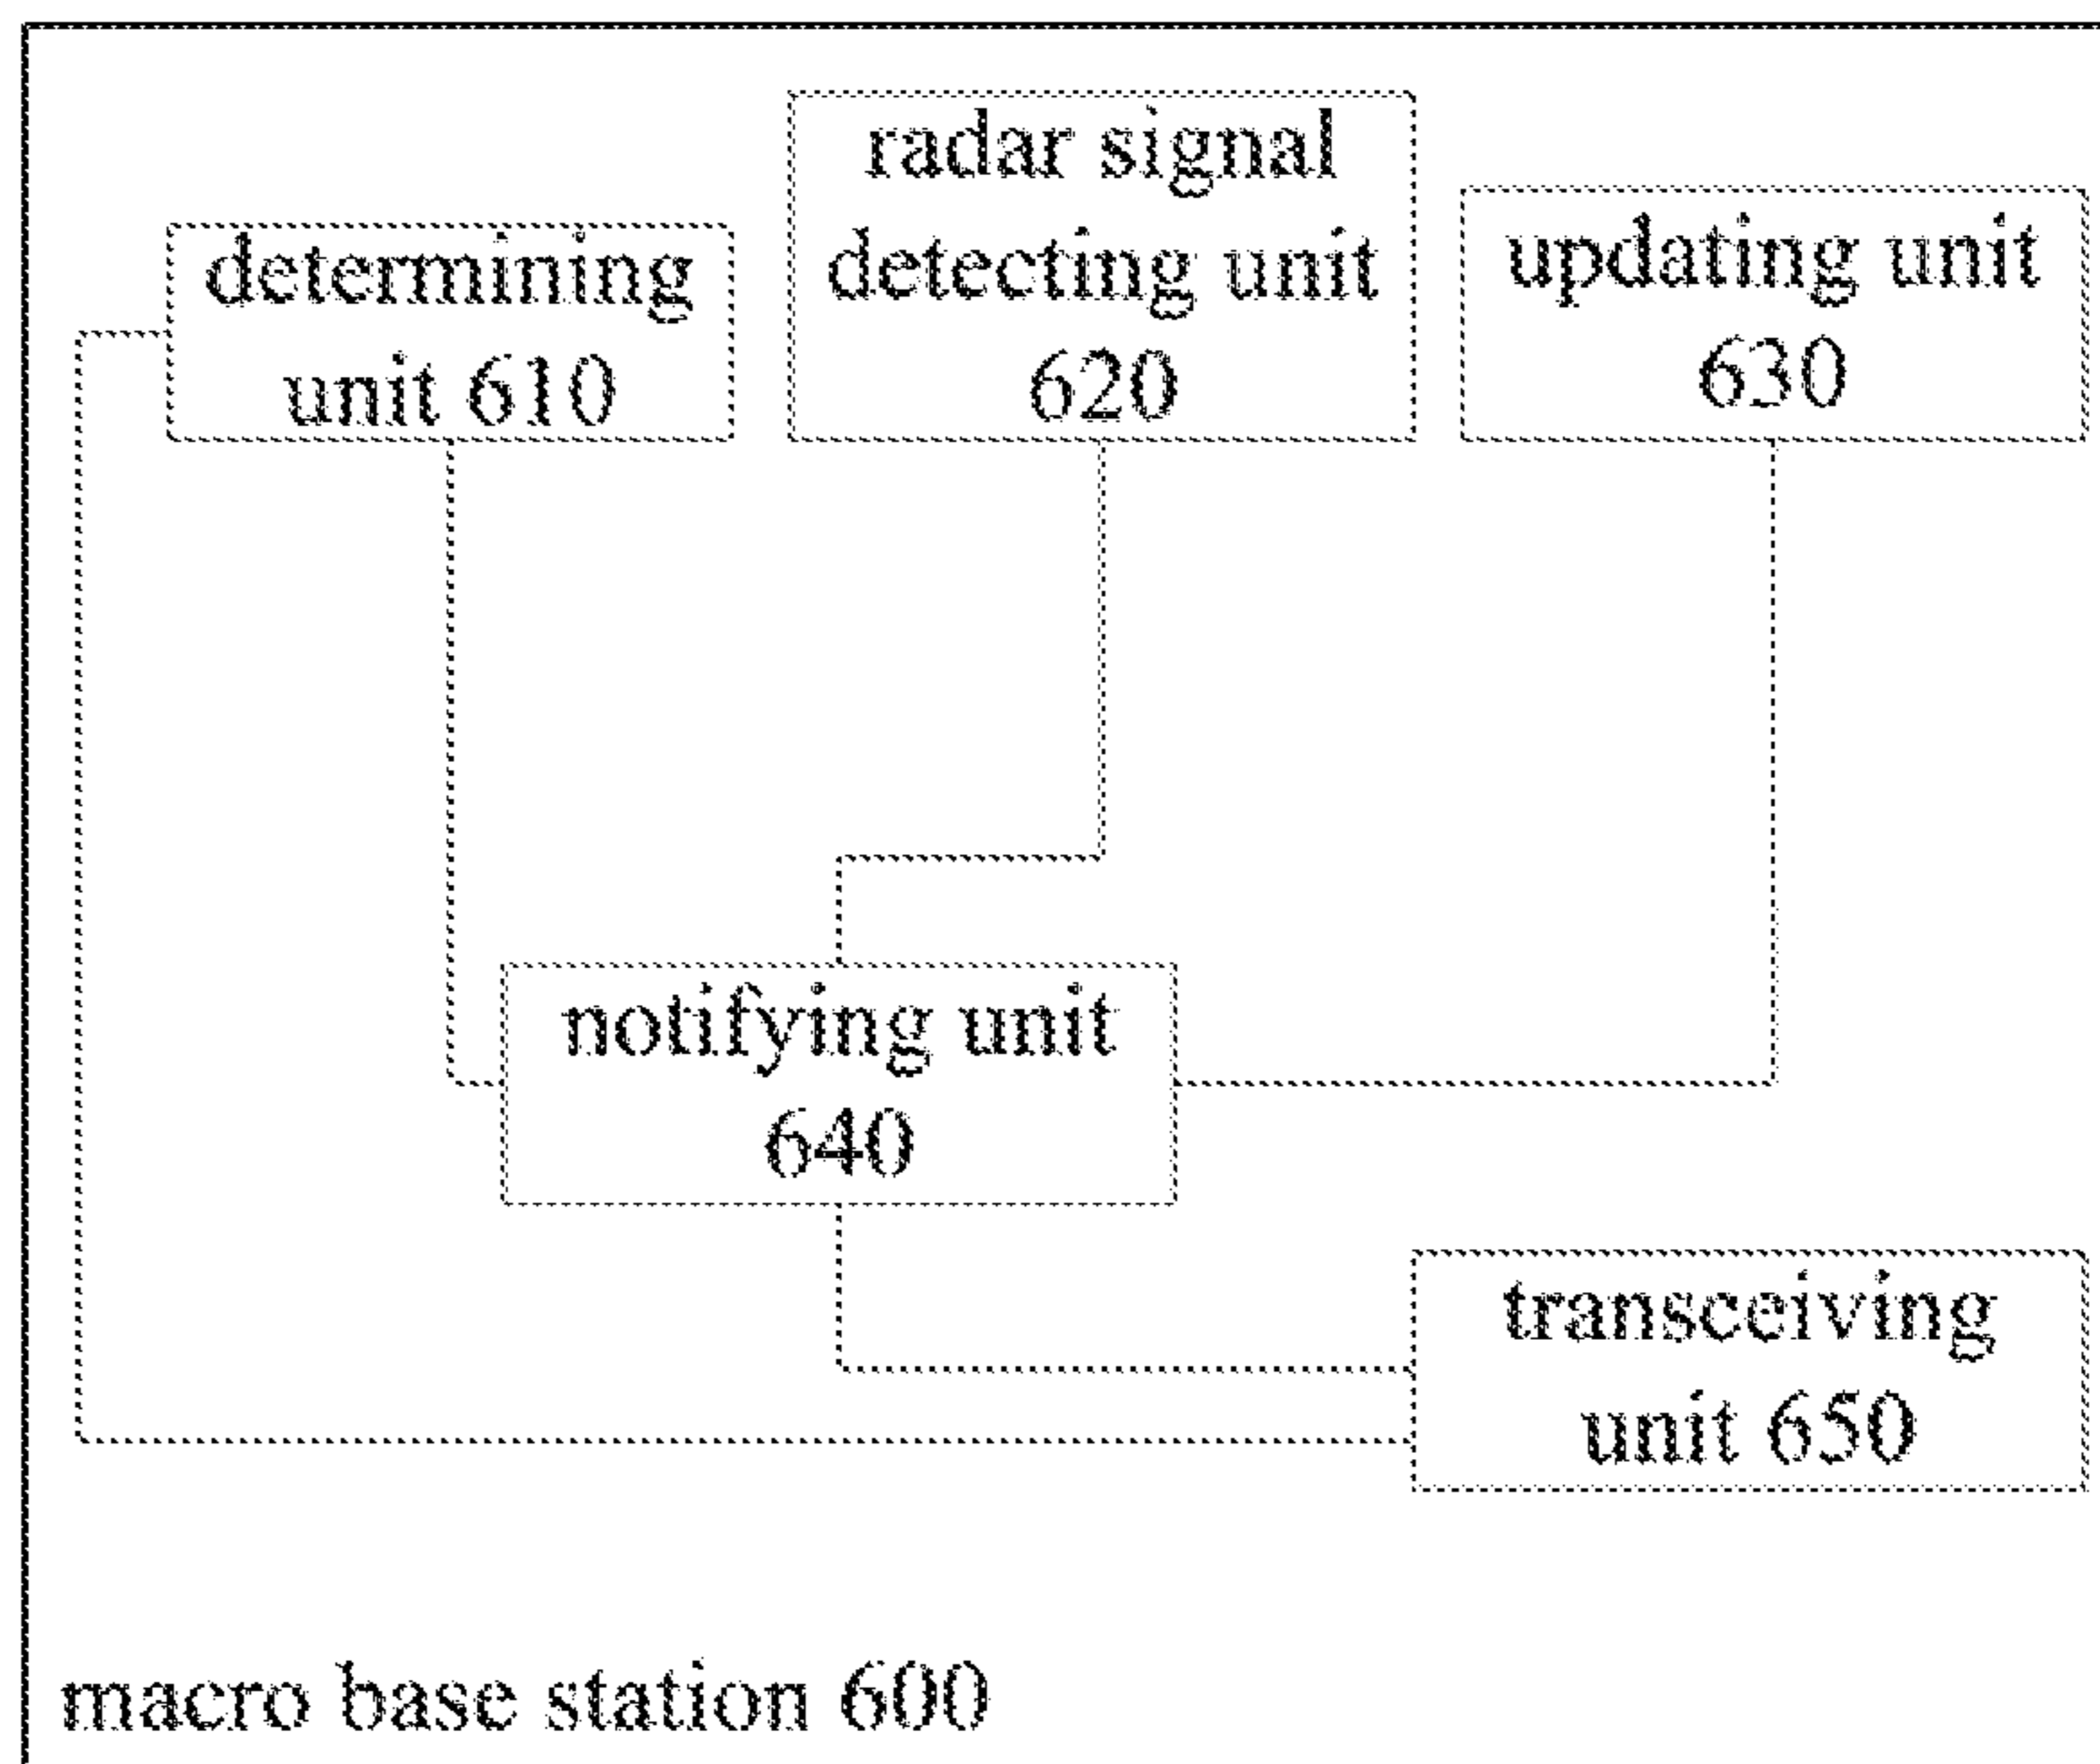 determining
unit 610
radar signal
detecting unit
620
updating unit
630
notifying unit
640
transceiving
unit 650
macro base station 600